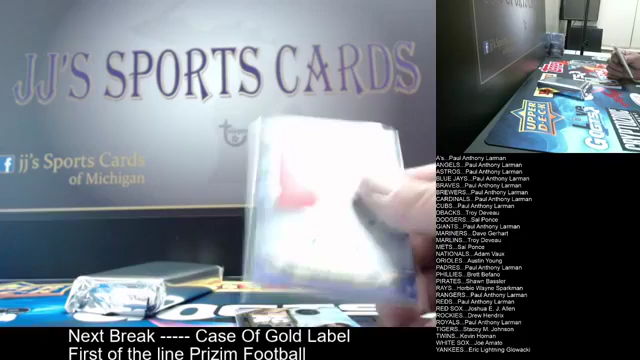 JJ'S SPORTS CARDS
f jj's Sports Cards
of Michigan
UPPER DECK
A's...Paul Anthony Larman
ANGELS...Paul Anthony Larman
ASTROS...Paul Anthony Larman
BLUE JAYS...Paul Anthony Larman
BRAVES...Paul Anthony Larman
BREWERS...Paul Anthony Larman
CARDINALS...Paul Anthony Larman
CUBS...Paul Anthony Larman
DBACKS...Troy Deveau
DODGERS...Sal Ponce
GIANTS...Paul Anthony Larman
MARINERS...Dave Gerhart
MARLINS...Troy Deveau
METS...Sal Ponce
NATIONALS...Adam Vaux
ORIOLES...Austin Young
PADRES...Paul Anthony Larman
PHILLIES...Brett Befano
PIRATES...Shawn Bassler
RAYS...Herbie Wayne Sparkman
RANGERS...Paul Anthony Larman
REDS...Paul Anthony Larman
RED SOX...Joshua E. J. Allen
ROCKIES...Drew Hendrix
ROYALS...Paul Anthony Larman
TIGERS...Stacey M. Johnson
TWINS...Kevin Homan
WHITE SOX...Joe Amato
YANKEES...Eric Lightning Glowacki
Next Break ----- Case Of Gold Label
First of the line Prizim Football